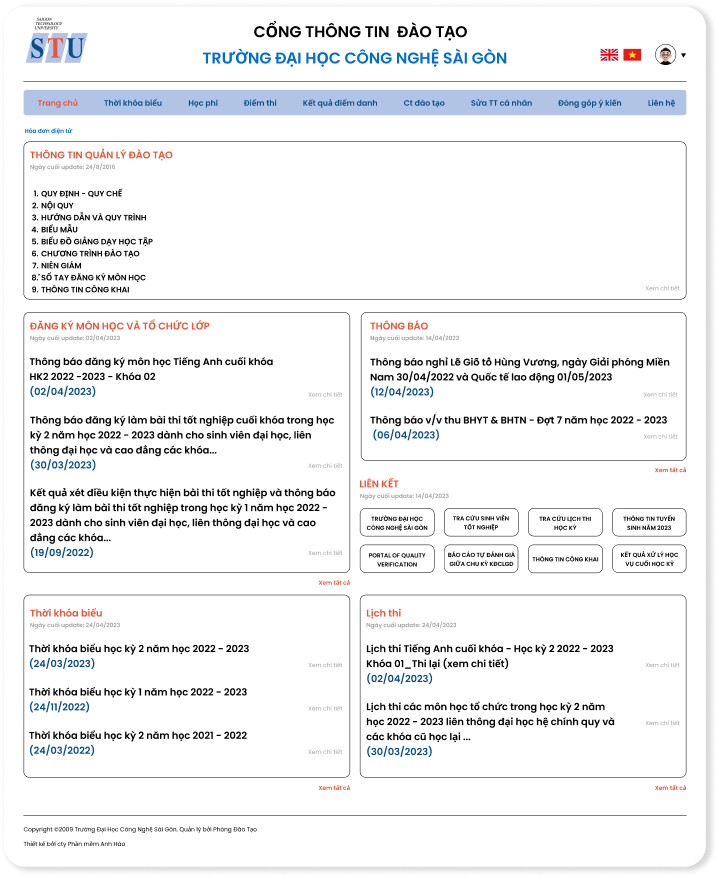 SAIGON
TECHNOLOGY
UNIVERSITY
STU
CỔNG THÔNG TIN ĐÀO TẠO
TRƯỜNG ĐẠI HỌC CÔNG NGHỆ SÀI GÒN
Trang chủ Thời khóa biểu Học phí Điểm thi Kết quả điểm danh Ct đào tạo Sửa TT cá nhân Đóng góp ý kiến Liên hệ
Hóa đơn điện tử
THÔNG TIN QUẢN LÝ ĐÀO TẠO
Ngày cuối update: 24/6/2016
1. QUY ĐỊNH - QUY CHẾ
2. NỘI QUY
3. HƯỚNG DẪN VÀ QUY TRÌNH
4. BIỂU MẪU
5. BIỂU ĐỒ GIẢNG DẠY HỌC TẬP
6. CHƯƠNG TRÌNH ĐÀO TẠO
7. NIÊN GIÁM
8. SỔ TAY ĐĂNG KÝ MÔN HỌC
9. THÔNG TIN CÔNG KHAI
Xem chi tiết
ĐĂNG KÝ MÔN HỌC VÀ TỔ CHỨC LỚP
Ngày cuối update: 02/04/2023
Thông báo đăng ký môn học Tiếng Anh cuối khóa
HK2 2022 -2023 - Khóa 02
(02/04/2023)
Xem chi tiết
Thông báo đăng ký làm bài thi tốt nghiệp cuối khóa trong học
kỳ 2 năm học 2022 - 2023 dành cho sinh viên đại học, liên
thông đại học và cao đẳng các khóa...
(30/03/2023)
Xem chi tiết
Kết quả xét điều kiện thực hiện bài thi tốt nghiệp và thông báo
đăng ký làm bài thi tốt nghiệp trong học kỳ 1 năm học 2022 -
2023 dành cho sinh viên đại học, liên thông đại học và cao
đẳng các khóa...
(19/09/2022)
Xem chi tiết
Xem tất cả
THÔNG BÁO
Ngày cuối update: 14/04/2023
Thông báo nghỉ Lễ Giỗ tổ Hùng Vương, ngày Giải phóng Miền
Nam 30/04/2022 và Quốc tế lao động 01/05/2023
(12/04/2023)
Xem chi tiết
Thông báo v/v thu BHYT & BHTN - Đợt 7 năm học 2022 - 2023
(06/04/2023)
Xem chi tiết
Xem tất cả
LIÊN KẾT
Ngày cuối update: 14/04/2023
TRƯỜNG ĐẠI HỌC
CÔNG NGHỆ SÀI GÒN
TRA CỨU SINH VIÊN
TỐT NGHIỆP
TRA CỨU LỊCH THI
HỌC KỲ
THÔNG TIN TUYỂN
SINH NĂM 2023
PORTAL OF QUALITY
VERIFICATION
BÁO CÁO TỰ ĐÁNH GIÁ
GIỮA CHU KỲ KĐCLGD
THÔNG TIN CÔNG KHAI
KẾT QUẢ XỬ LÝ HỌC
VỤ CUỐI HỌC KỲ
Thời khóa biểu
Ngày cuối update: 24/04/2023
Thời khóa biểu học kỳ 2 năm học 2022 - 2023
(24/03/2023)
Xem chi tiết
Thời khóa biểu học kỳ 1 năm học 2022 - 2023
(24/11/2022)
Xem chi tiết
Thời khóa biểu học kỳ 2 năm học 2021 - 2022
(24/03/2022)
Xem chi tiết
Xem tất cả
Lịch thi
Ngày cuối update: 24/04/2023
Lịch thi Tiếng Anh cuối khóa - Học kỳ 2 2022 - 2023
Khóa 01_Thi lại (xem chi tiết)
(02/04/2023)
Xem chi tiết
Lịch thi các môn học tổ chức trong học kỳ 2 năm
học 2022 - 2023 liên thông đại học hệ chính quy và
các khóa cũ học lại ...
(30/03/2023)
Xem chi tiết
Xem tất cả
Copyright ©2009 Trường Đại Học Công Nghệ Sài Gòn. Quản lý bởi Phòng Đào Tạo
Thiết kế bởi cty Phần mềm Anh Hào